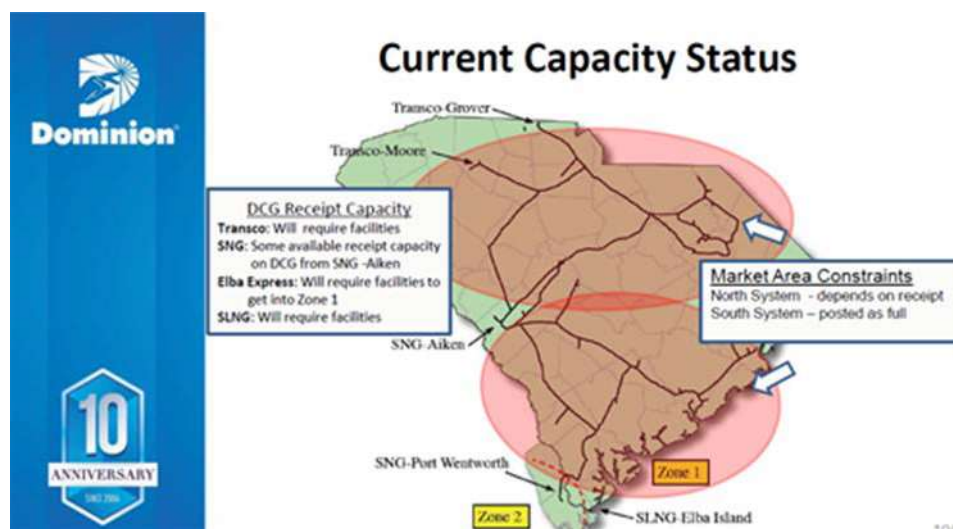 Dominion
Current Capacity Status
Transco-Grover
Transco-Moore
DCG Receipt Capacity
Transco: Will require facilities
SNG: Some available receipt capacity
on DCG from SNG -Aiken
Elba Express: Will require facilities to
get into Zone 1
SLNG: Will require facilities
Market Area Constraints
North System - depends on receipt
South System – posted as full
SNG-Aiken
10
ANNIVERSARY
SINCE 2006
SNG-Port Wentworth
Zone 1
Zone 2
SLNG-Elba Island